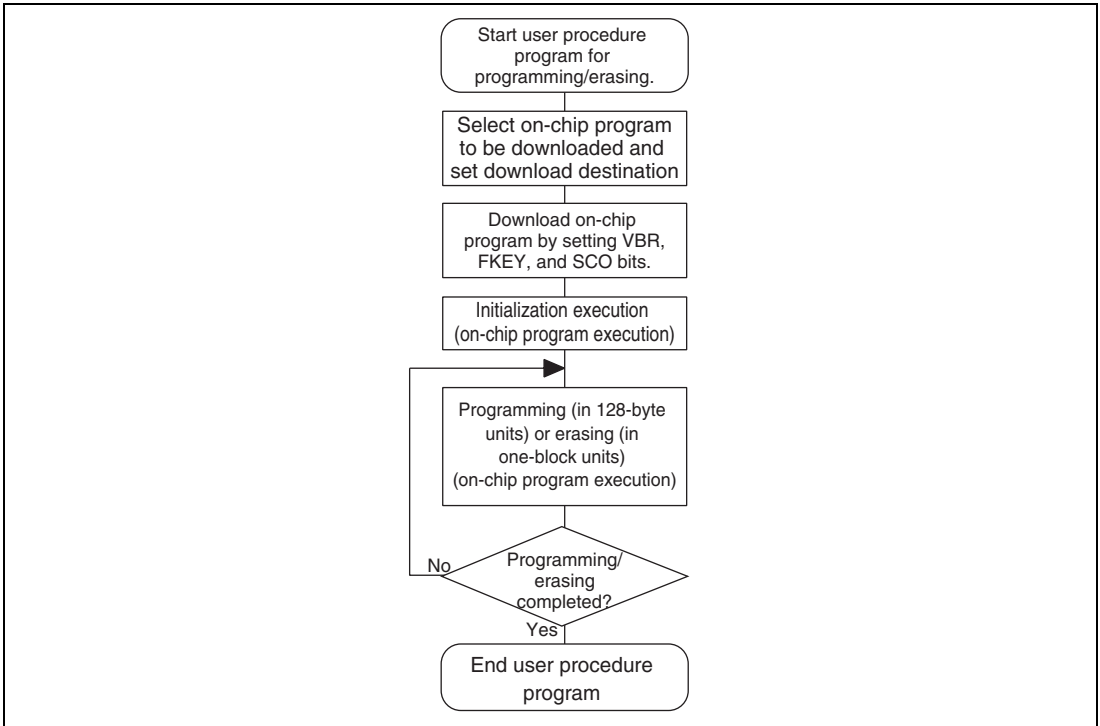 Start user procedure
program for
programming/erasing.
Select on-chip program
to be downloaded and
set download destination
Download on-chip
program by setting VBR,
FKEY, and SCO bits.
Initialization execution
(on-chip program execution)
Programming (in 128-byte
units) or erasing (in
one-block units)
(on-chip program execution)
No
Programming/
erasing
completed?
Yes
End user procedure
program